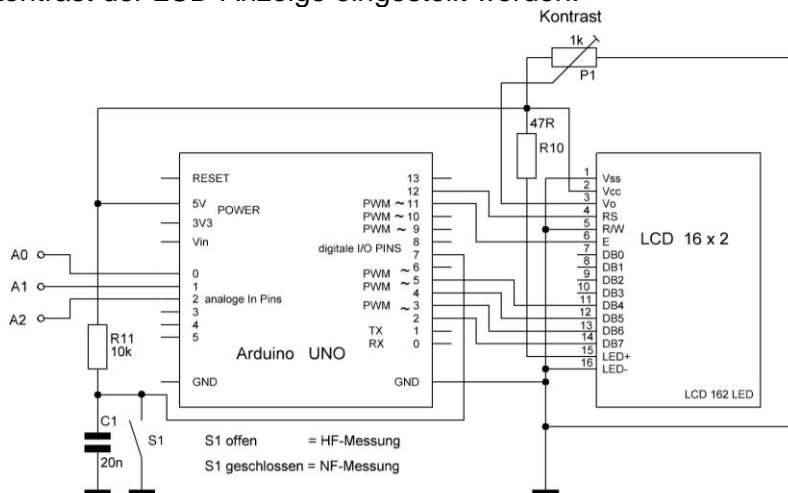 Kontrast der LCD-Anzeige eingestellt werden.
Kontrast
1k
P1
47R
R10
RESET
5V
POWER
3V3
Vin
A0
A1
A2
0
1
2 analoge In Pins
3
4
5
GND
13
12
PWM ~ 11
PWM ~ 10
PWM ~ 9
8
digitale I/O PINS
7
PWM ~ 6
PWM ~ 5
4
PWM ~ 3
2
TX 1
RX 0
GND
Arduino UNO
1 Vss
2 Vcc
3 Vo
4 RS
5 R/W
6 E
7 DB0
8 DB1
9 DB2
10 DB3
11 DB4
12 DB5
13 DB6
14 DB7
15 LED+
16 LED-
LCD 16 x 2
LCD 162 LED
R11
10k
C1
20n
S1
S1 offen = HF-Messung
S1 geschlossen = NF-Messung